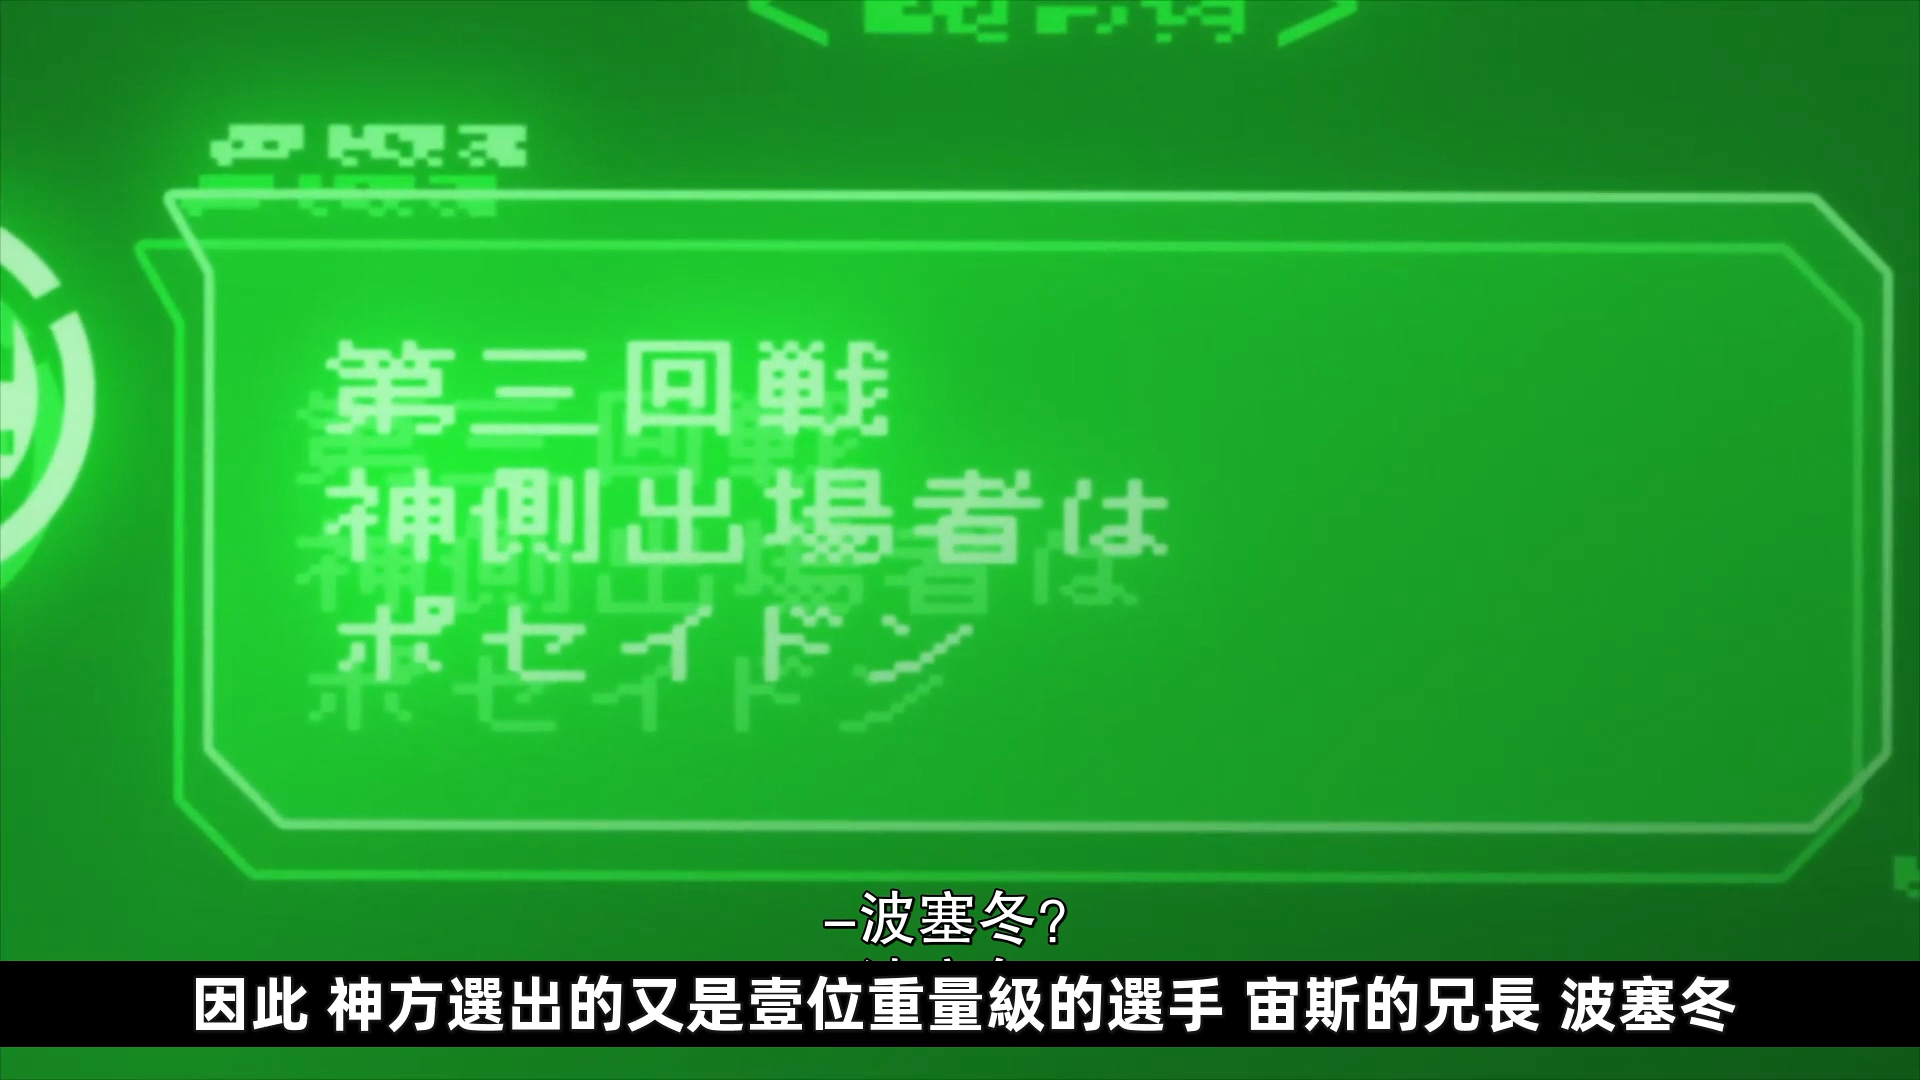 第三回戦
神側出場者は
ポセイドン
–波塞冬?
因此 神方選出的又是壹位重量級的選手 宙斯的兄長 波塞冬